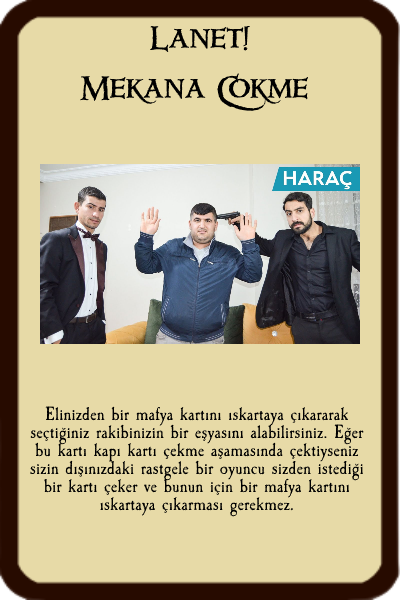 Lanet!
Mekana Cokme
HARAÇ
Elinizden bir mafya kartını ıskartaya çıkararak
seçtiğiniz rakibinizin bir eşyasını alabilirsiniz. Eğer
bu kartı kapı kartı çekme aşamasında çektiyseniz
sizin dışınızdaki rastgele bir oyuncu sizden istediği
bir kartı çeker ve bunun için bir mafya kartını
ıskartaya çıkarması gerekmez.